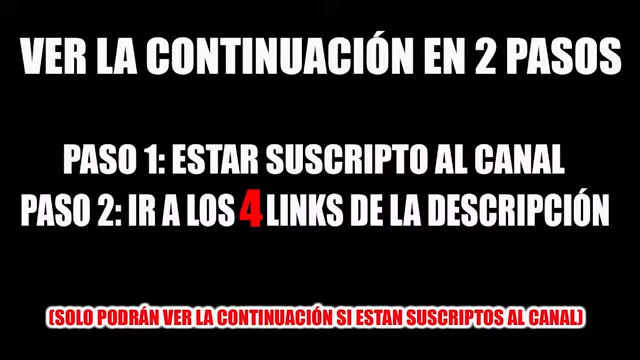 VER LA CONTINUACIÓN EN 2 PASOS
PASO 1: ESTAR SUSCRIPTO AL CANAL
PASO 2: IR A LOS 4 LINKS DE LA DESCRIPCIÓN
(SOLO PODRÁN VER LA CONTINUACIÓN SI ESTAN SUSCRIPTOS AL CANAL)